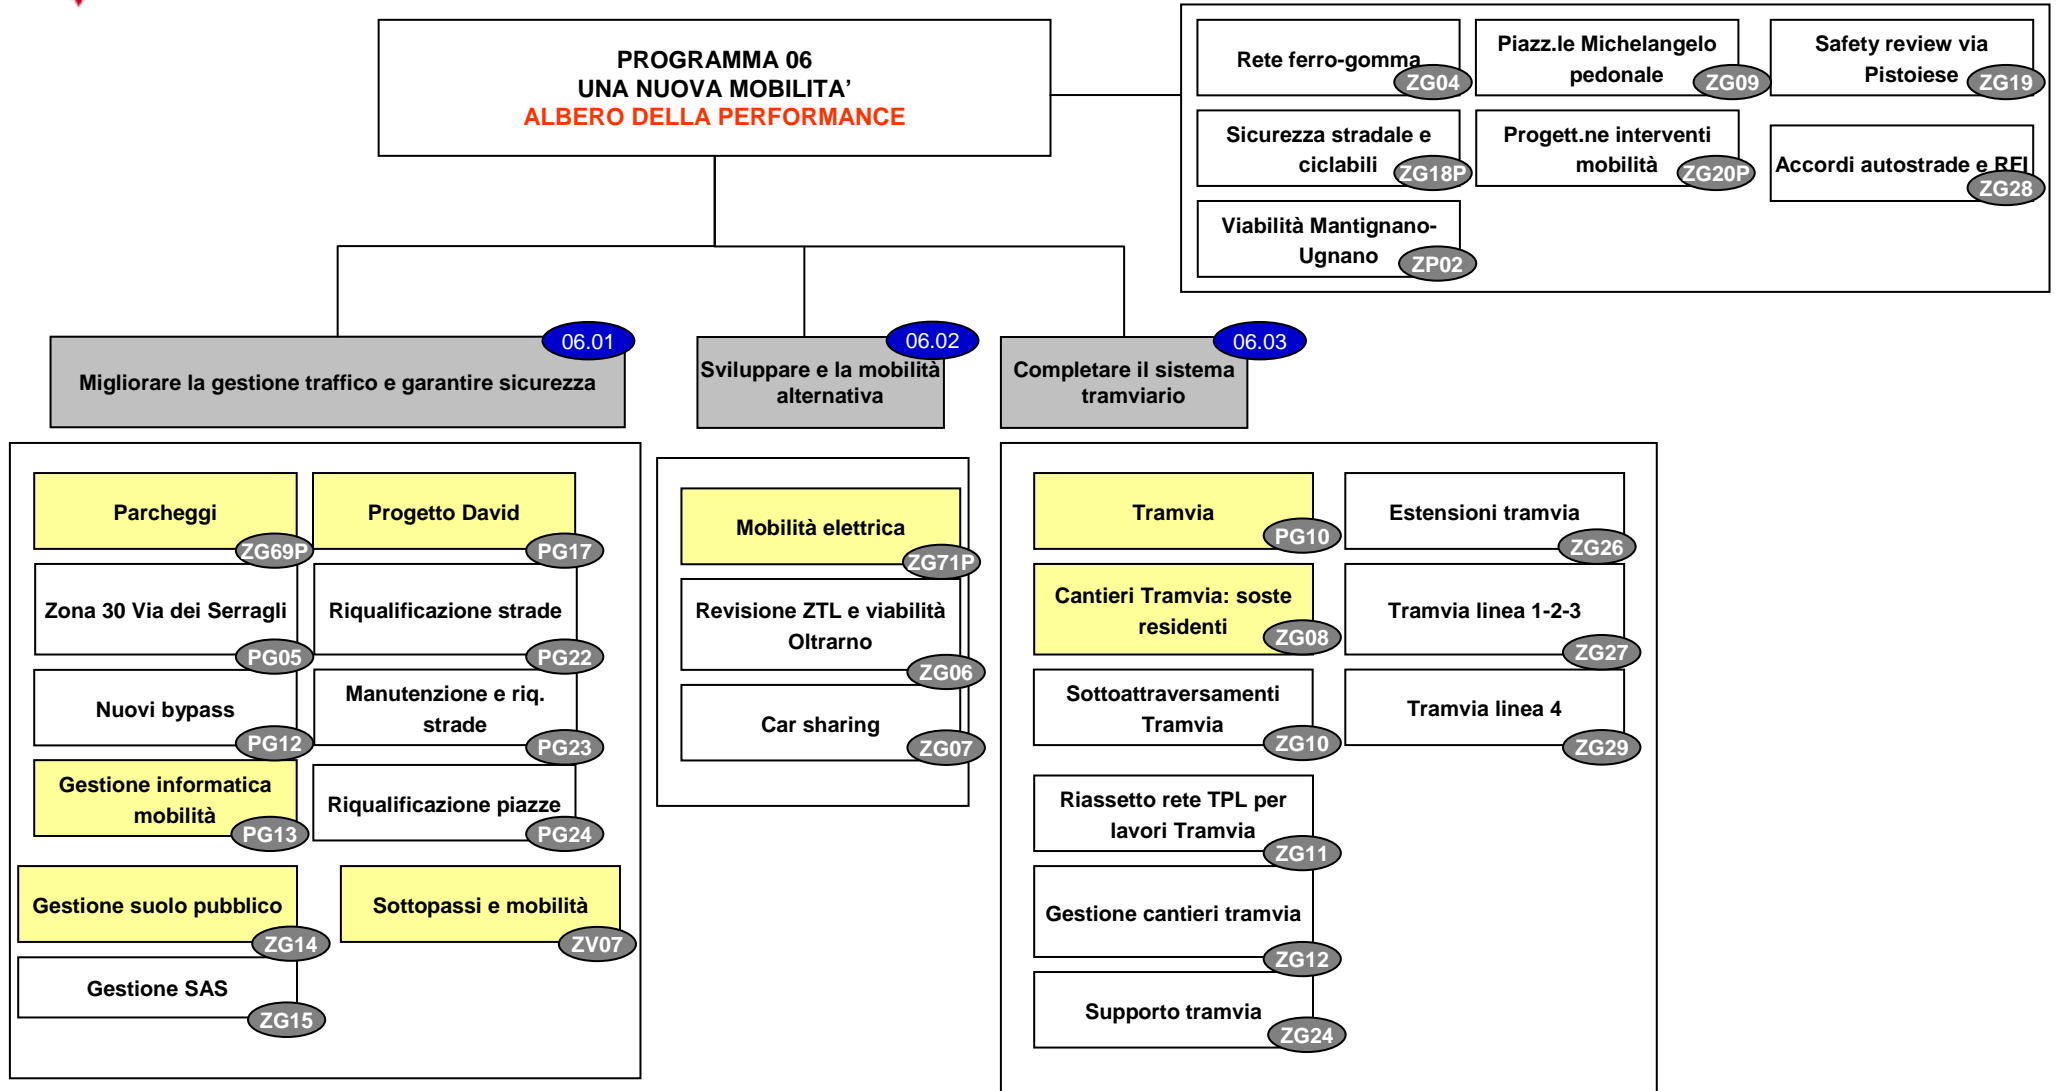 PROGRAMMA 06
UNA NUOVA MOBILITA’
ALBERO DELLA PERFORMANCE
Rete ferro-gomma
ZG04
Piazz.le Michelangelo
pedonale
ZG09
Safety review via
Pistoiese
ZG19
Sicurezza stradale e
ciclabili
ZG18P
Progett.ne interventi
mobilità
ZG20P
Accordi autostrade e RFI
ZG28
Viabilità Mantignano-
Ugnano
ZP02
06.01
Migliorare la gestione traffico e garantire sicurezza
06.02
Sviluppare e la mobilità
alternativa
06.03
Completare il sistema
tramviario
Parcheggi
ZG69P
Progetto David
PG17
Zona 30 Via dei Serragli
PG05
Riqualificazione strade
PG22
Nuovi bypass
PG12
Manutenzione e riq.
strade
PG23
Gestione informatica
mobilità
PG13
Riqualificazione piazze
PG24
Gestione suolo pubblico
ZG14
Sottopassi e mobilità
ZV07
Gestione SAS
ZG15
Mobilità elettrica
ZG71P
Revisione ZTL e viabilità
Oltrarno
ZG06
Car sharing
ZG07
Tramvia
PG10
Estensioni tramvia
ZG26
Cantieri Tramvia: soste
residenti
ZG08
Tramvia linea 1-2-3
ZG27
Sottoattraversamenti
Tramvia
ZG10
Tramvia linea 4
ZG29
Riassetto rete TPL per
lavori Tramvia
ZG11
Gestione cantieri tramvia
ZG12
Supporto tramvia
ZG24